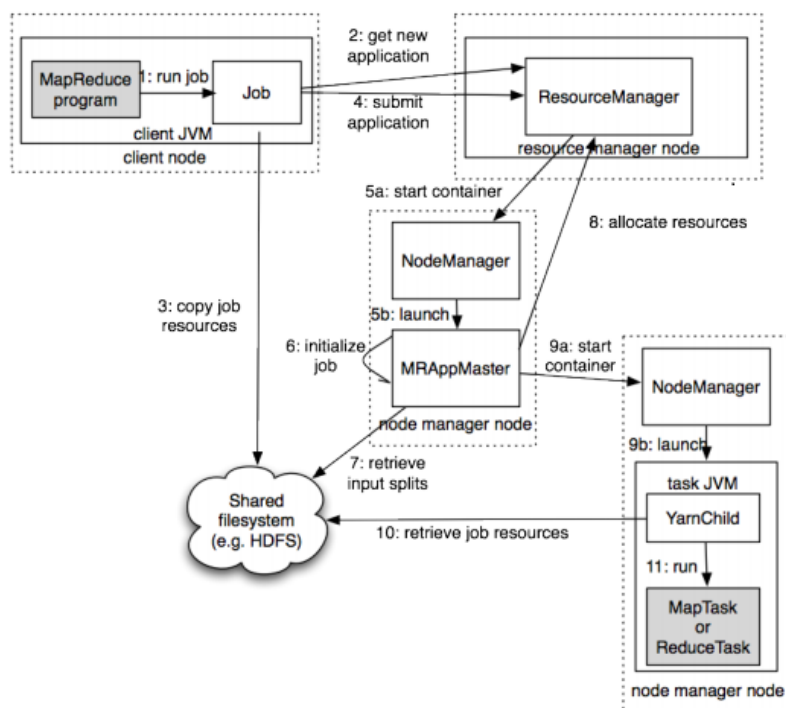 2: get new
application
MapReduce
program
1: run job
Job
ResourceManager
4: submit
application
client JVM
client node
resource manager node
5a: start container
8: allocate resources
NodeManager
3: copy job
resources
5b: launch
6: initialize
job
MRAppMaster
9a: start
container
NodeManager
node manager node
7: retrieve
input splits
9b: launch
task JVM
Shared
filesystem
(e.g. HDFS)
YarnChild
10: retrieve job resources
11: run
MapTask
or
ReduceTask
node manager node